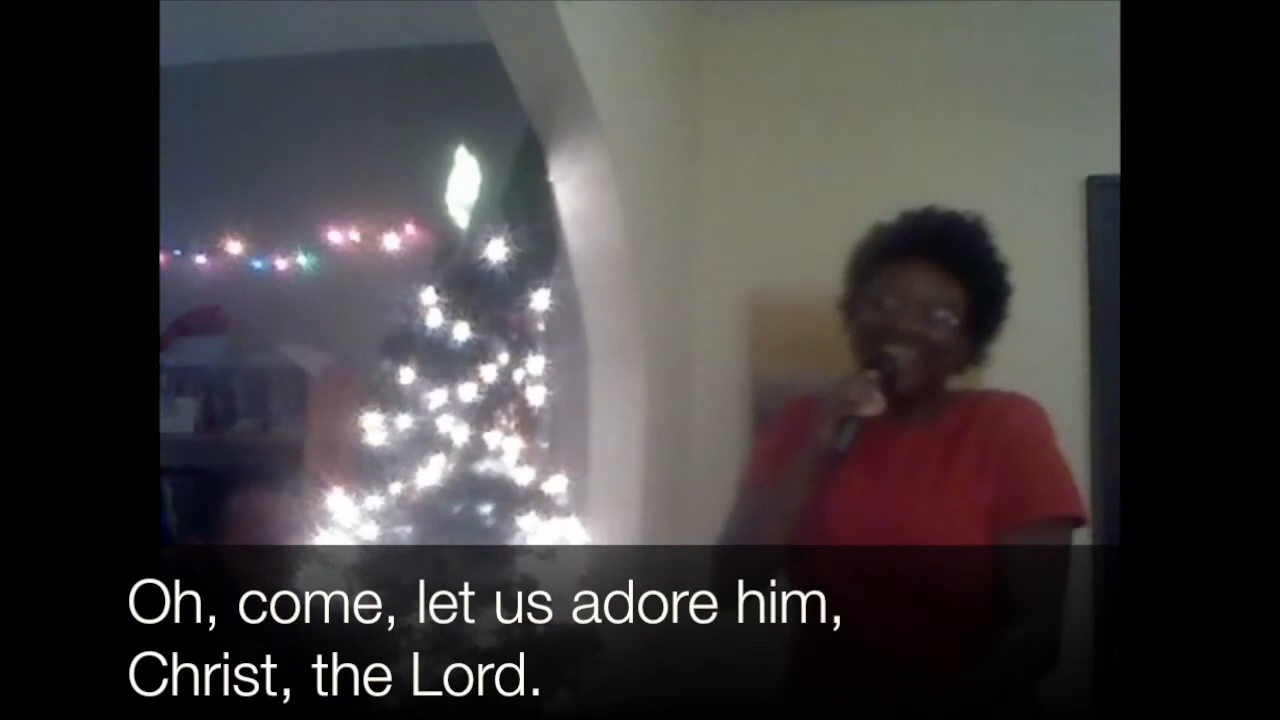 Oh, come, let us adore him,
Christ, the Lord.